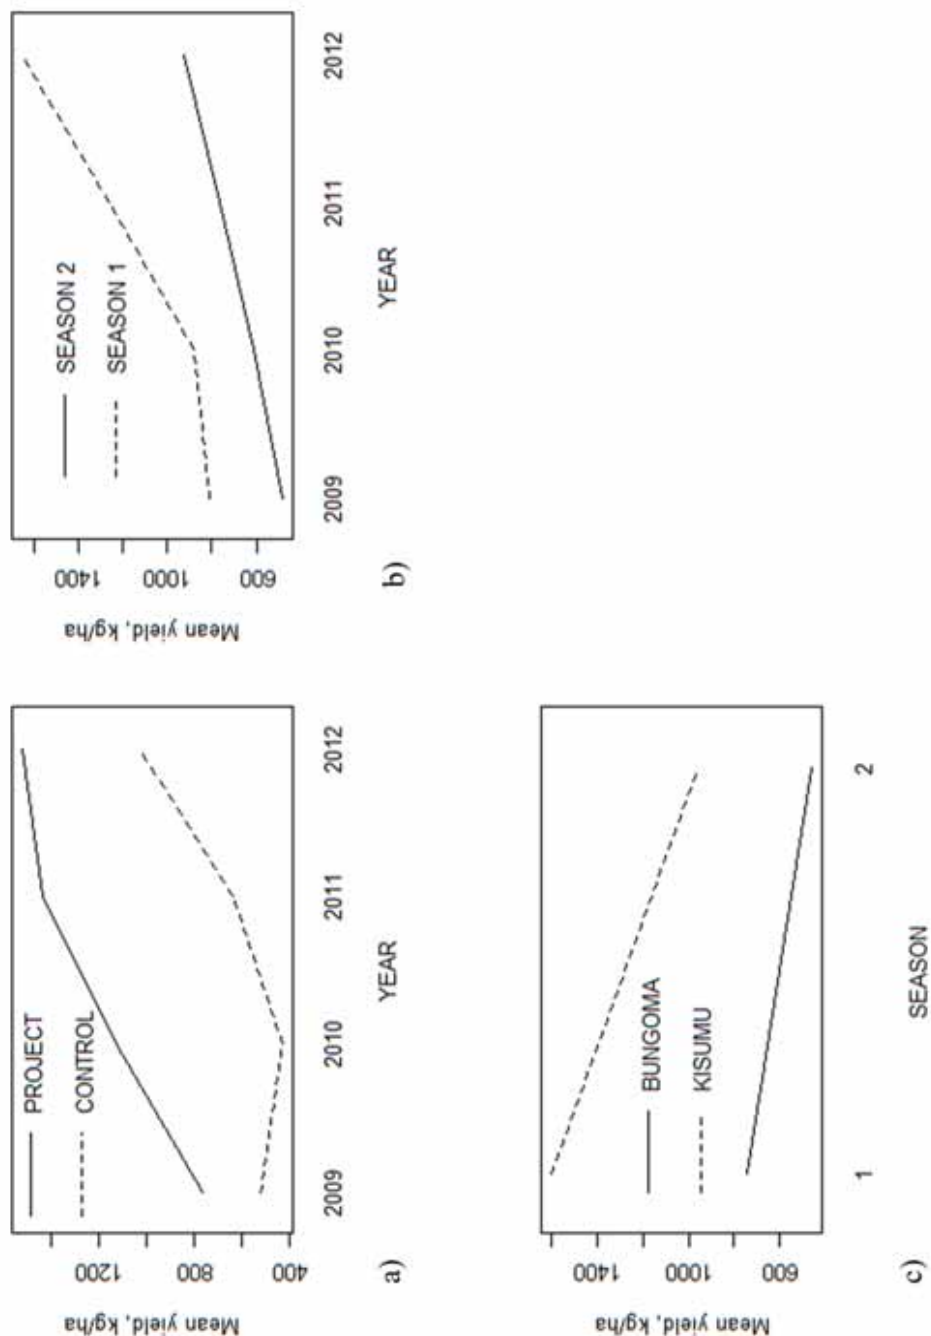 Mean yield, kg/ha
400 800 1200
PROJECT
CONTROL
2009 2010 2011 2012
YEAR
a)
Mean yield, kg/ha
600 1000 1400
SEASON 2
SEASON 1
2009 2010 2011 2012
YEAR
b)
Mean yield, kg/ha
600 1000 1400
BUNGOMA
KISUMU
1 2
SEASON
c)